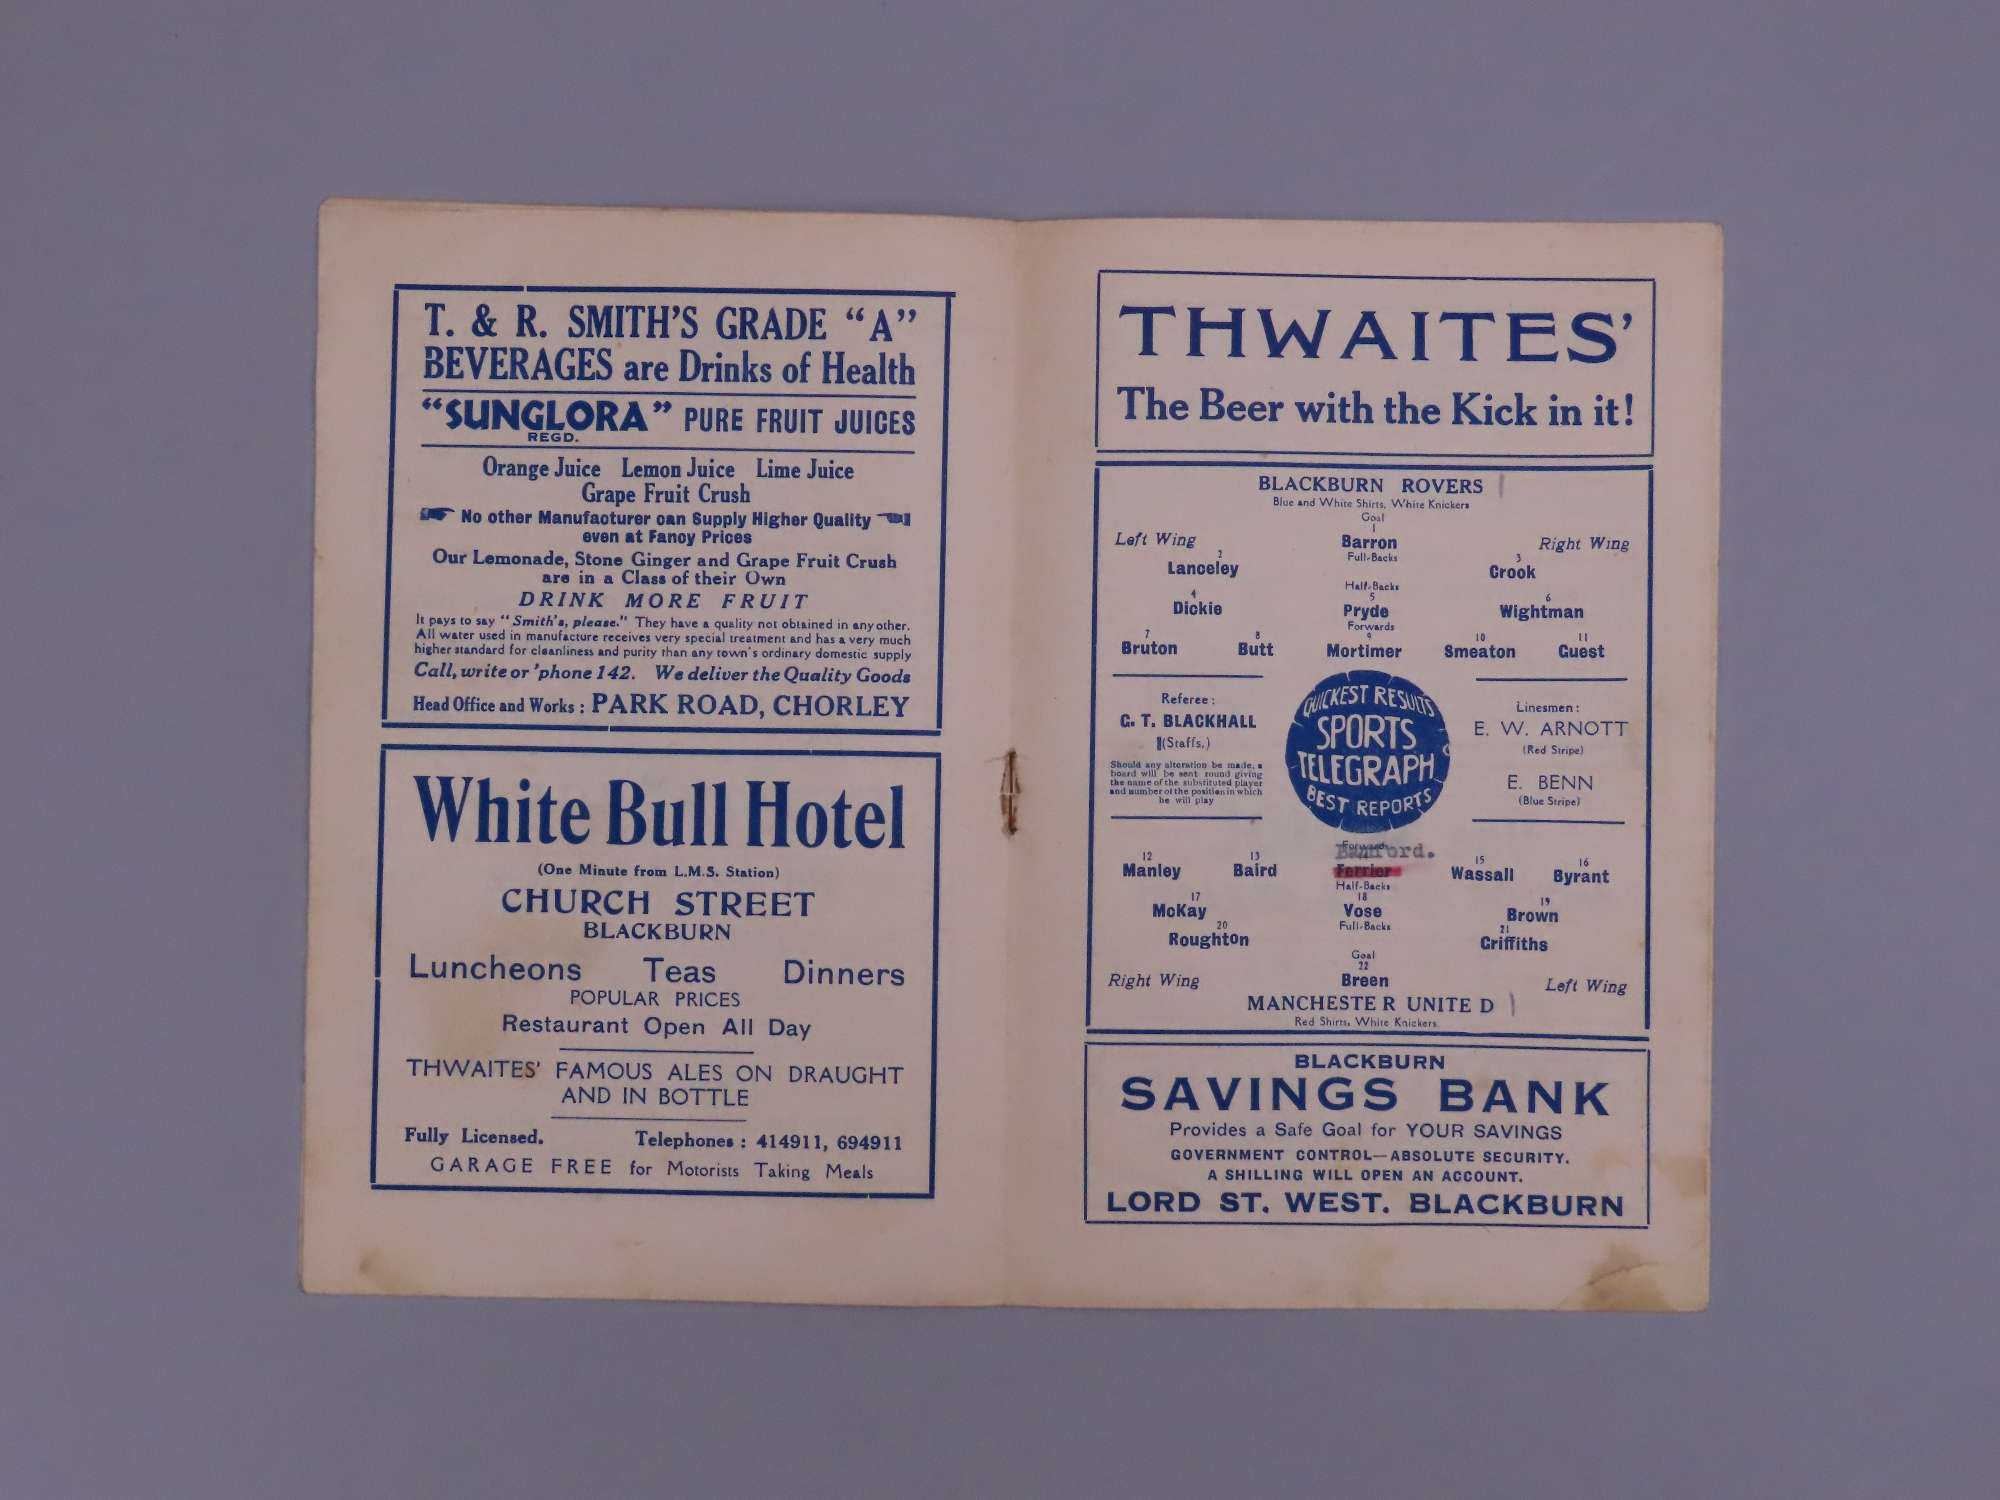 T. & R. SMITH'S GRADE "A"
BEVERAGES are Drinks of Health
"SUNGLORA" PURE FRUIT JUICES
REGD.
Orange Juice Lemon Juice Lime Juice
Grape Fruit Crush
No other Manufacturer can Supply Higher Quality
even at Fancy Prices
Our Lemonade, Stone Ginger and Grape Fruit Crush
are in a Class of their Own
DRINK MORE FRUIT
It pays to say "Smith's, please." They have a quality not obtained in any other.
All water used in manufacture receives very special treatment and has a very much
higher standard for cleanliness and purity than any town's ordinary domestic supply
Call, write or 'phone 142. We deliver the Quality Goods
Head Office and Works : PARK ROAD, CHORLEY
White Bull Hotel
(One Minute from L.M.S. Station)
CHURCH STREET
BLACKBURN
Luncheons Teas Dinners
POPULAR PRICES
Restaurant Open All Day
THWAITES' FAMOUS ALES ON DRAUGHT
AND IN BOTTLE
Fully Licensed. Telephones : 414911, 694911
GARAGE FREE for Motorists Taking Meals
THWAITES'
The Beer with the Kick in it!
BLACKBURN ROVERS
Blue and White Shirts, White Knickers
Goal
1
Left Wing Barron Right Wing
Full-Backs
2 3
Lanceley Crook
Half-Backs
4 5 6
Dickie Pryde Wightman
Forwards
7 8 9 10 11
Bruton Butt Mortimer Smeaton Guest
Referee :
G. T. BLACKHALL
(Staffs.)
Should any alteration be made, a
board will be sent round giving
the name of the substituted player
and number of the position in which
he will play
QUICKEST RESULTS
SPORTS
TELEGRAPH
BEST REPORTS
Linesmen :
E. W. ARNOTT
(Red Stripe)
E. BENN
(Blue Stripe)
Forwards
Bamford.
12 13 15 16
Manley Baird Ferrier Wassall Byrant
Half-Backs
17 18 19
McKay Vose Brown
Full-Backs
20 21
Roughton Griffiths
Goal
22
Right Wing Breen Left Wing
MANCHESTER UNITED
Red Shirts, White Knickers
BLACKBURN
SAVINGS BANK
Provides a Safe Goal for YOUR SAVINGS
GOVERNMENT CONTROL—ABSOLUTE SECURITY.
A SHILLING WILL OPEN AN ACCOUNT.
LORD ST. WEST. BLACKBURN